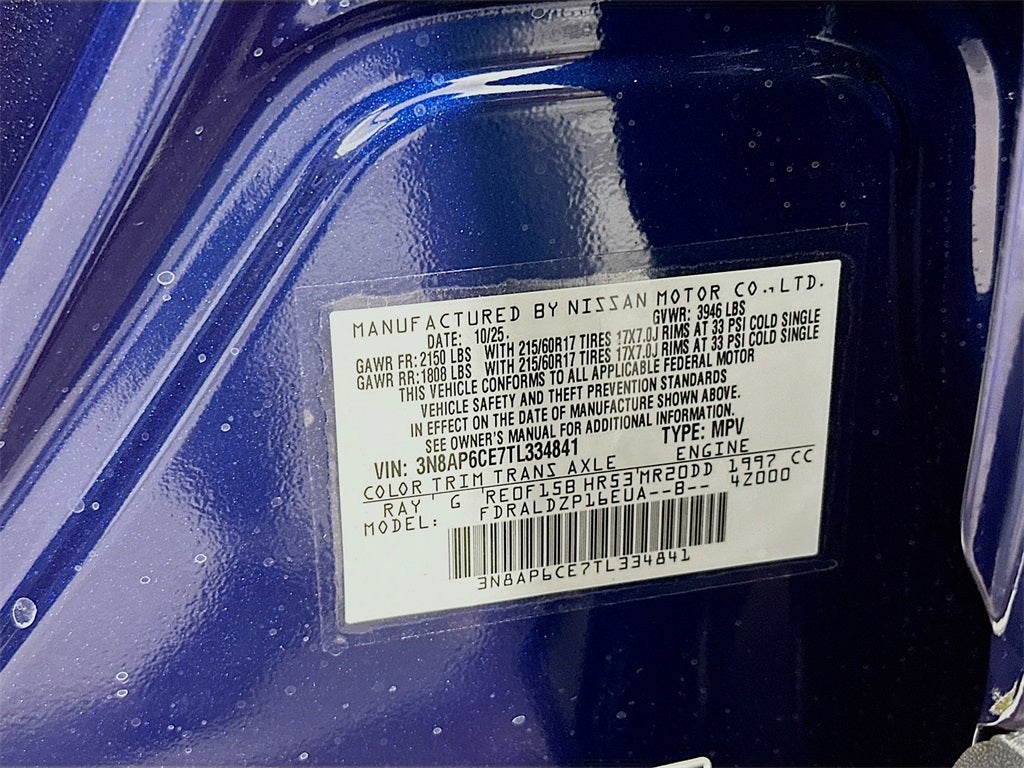 MANUFACTURED BY NISSAN MOTOR CO., LTD.
DATE: 10/25. GVWR: 3946 LBS
GAWR FR: 2150 LBS WITH 215/60R17 TIRES 17X7.0J RIMS AT 33 PSI COLD SINGLE
GAWR RR: 1808 LBS WITH 215/60R17 TIRES 17X7.0J RIMS AT 33 PSI COLD SINGLE
THIS VEHICLE CONFORMS TO ALL APPLICABLE FEDERAL MOTOR
VEHICLE SAFETY AND THEFT PREVENTION STANDARDS
IN EFFECT ON THE DATE OF MANUFACTURE SHOWN ABOVE.
SEE OWNER'S MANUAL FOR ADDITIONAL INFORMATION.
VIN: 3N8AP6CE7TL334841 TYPE: MPV
COLOR TRIM TRANS AXLE ENGINE
RAY G RE0F15B HR53 MR20DD 1997 CC
MODEL: FDRALDZP16EUA--B-- 4Z000
3N8AP6CE7TL334841